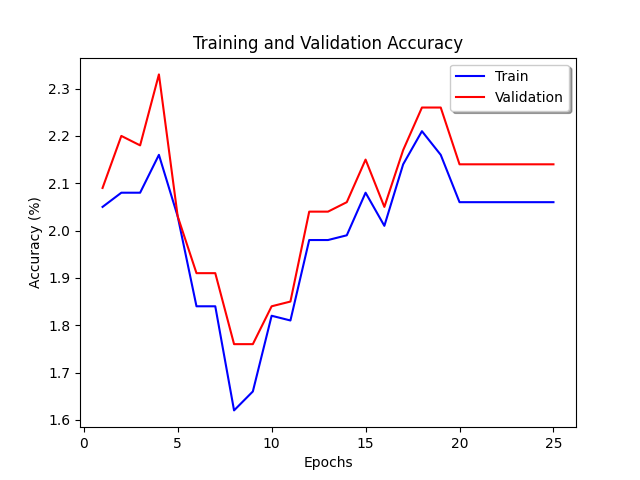 Training and Validation Accuracy
Train
Validation
Accuracy (%)
2.3
2.2
2.1
2.0
1.9
1.8
1.7
1.6
0 5 10 15 20 25
Epochs